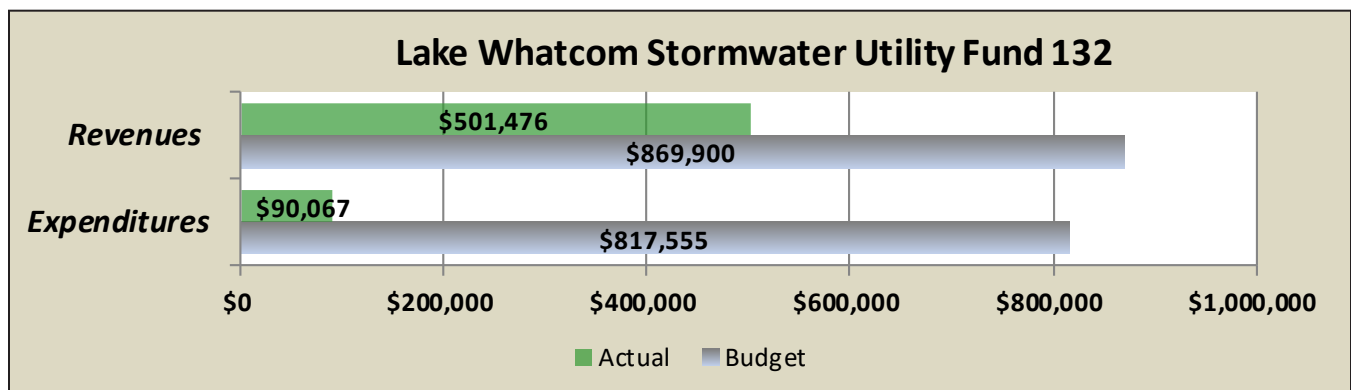 Lake Whatcom Stormwater Utility Fund 132
Revenues
$501,476
$869,900
Expenditures
$90,067
$817,555
$0 $200,000 $400,000 $600,000 $800,000 $1,000,000
Actual Budget